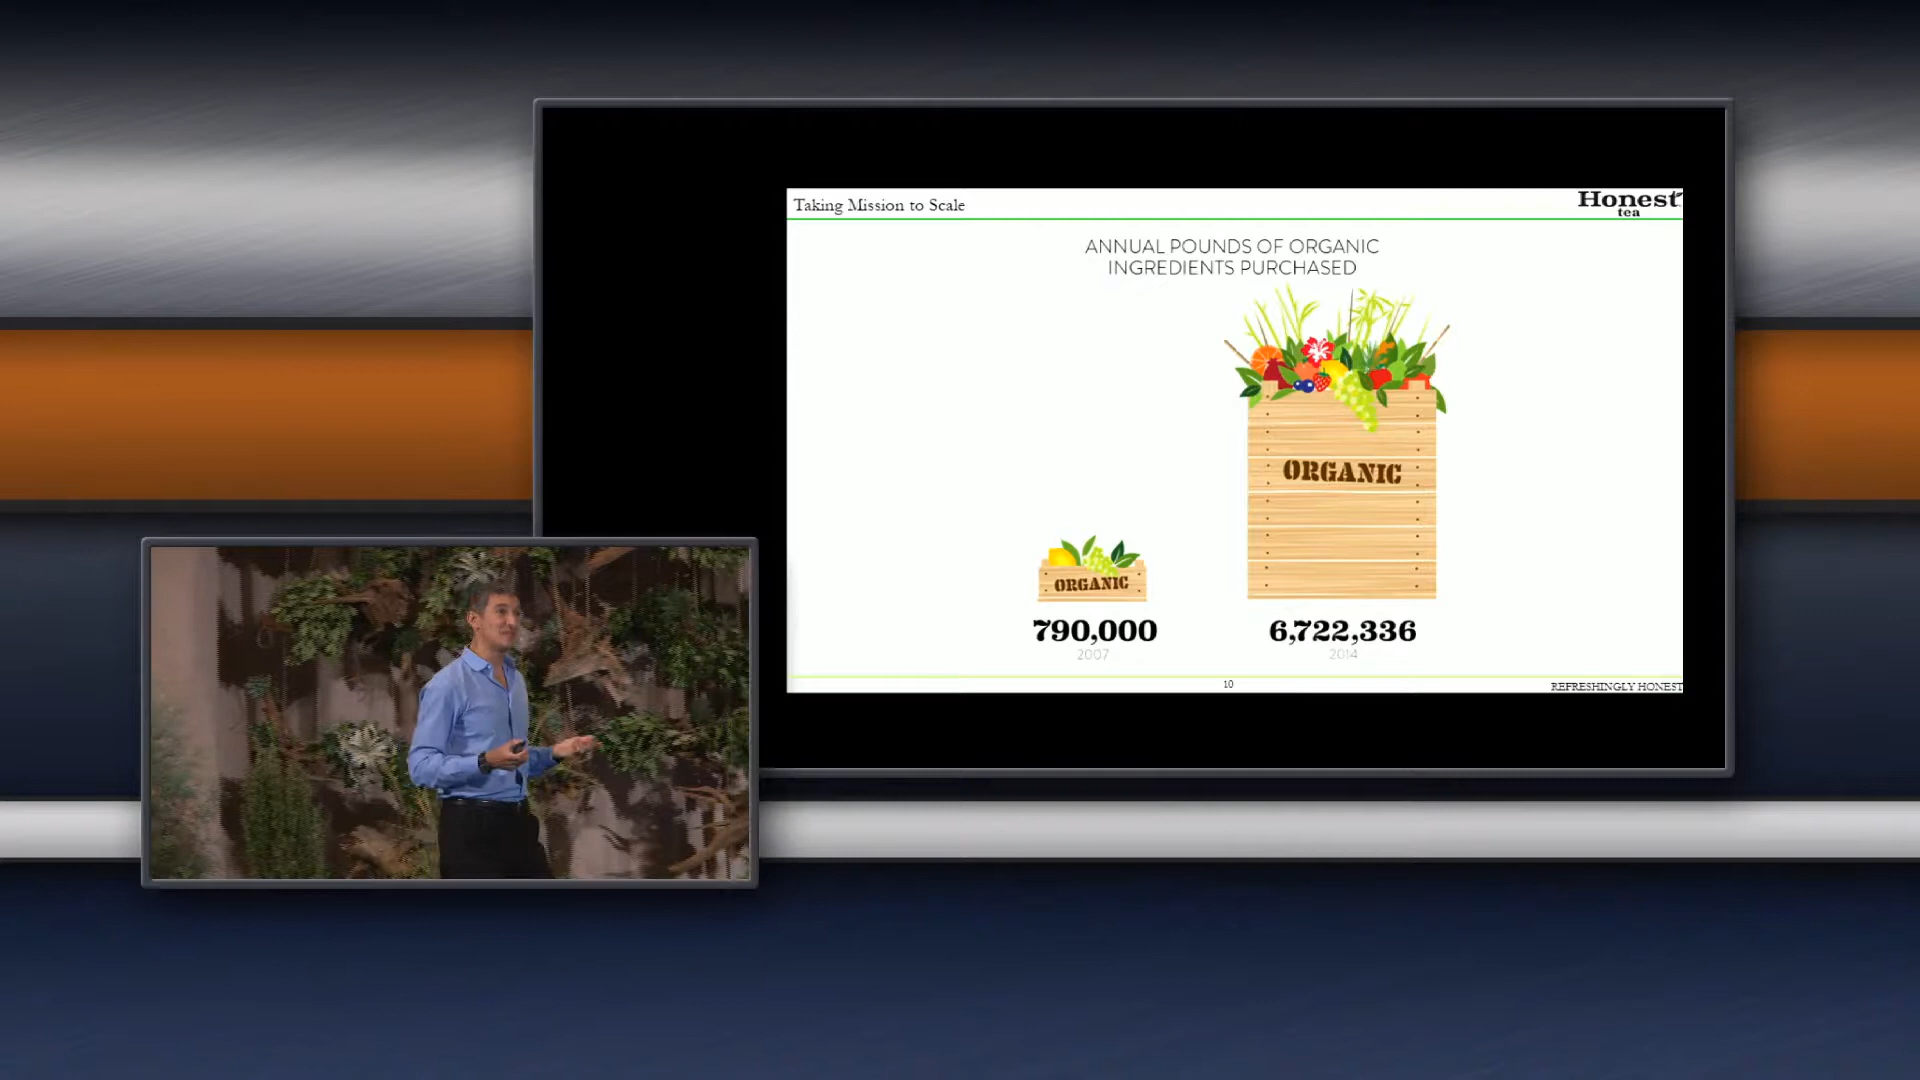 Taking Mission to Scale
Honest
tea
ANNUAL POUNDS OF ORGANIC
INGREDIENTS PURCHASED
ORGANIC
ORGANIC
790,000
6,722,336
2007
2014
10
REFRESHINGLY HONEST